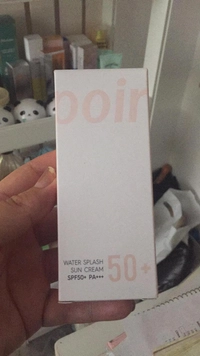 poir
WATER SPLASH
SUN CREAM
SPF50+ PA+++
50+